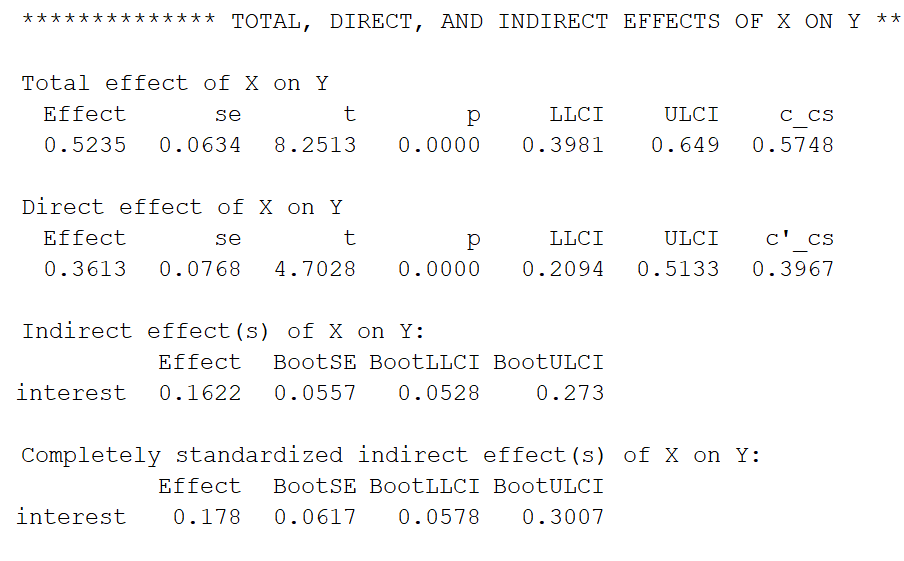 ************** TOTAL, DIRECT, AND INDIRECT EFFECTS OF X ON Y **
Total effect of X on Y
Effect se t p LLCI ULCI c_cs
0.5235 0.0634 8.2513 0.0000 0.3981 0.649 0.5748
Direct effect of X on Y
Effect se t p LLCI ULCI c'_cs
0.3613 0.0768 4.7028 0.0000 0.2094 0.5133 0.3967
Indirect effect(s) of X on Y:
Effect BootSE BootLLCI BootULCI
interest 0.1622 0.0557 0.0528 0.273
Completely standardized indirect effect(s) of X on Y:
Effect BootSE BootLLCI BootULCI
interest 0.178 0.0617 0.0578 0.3007